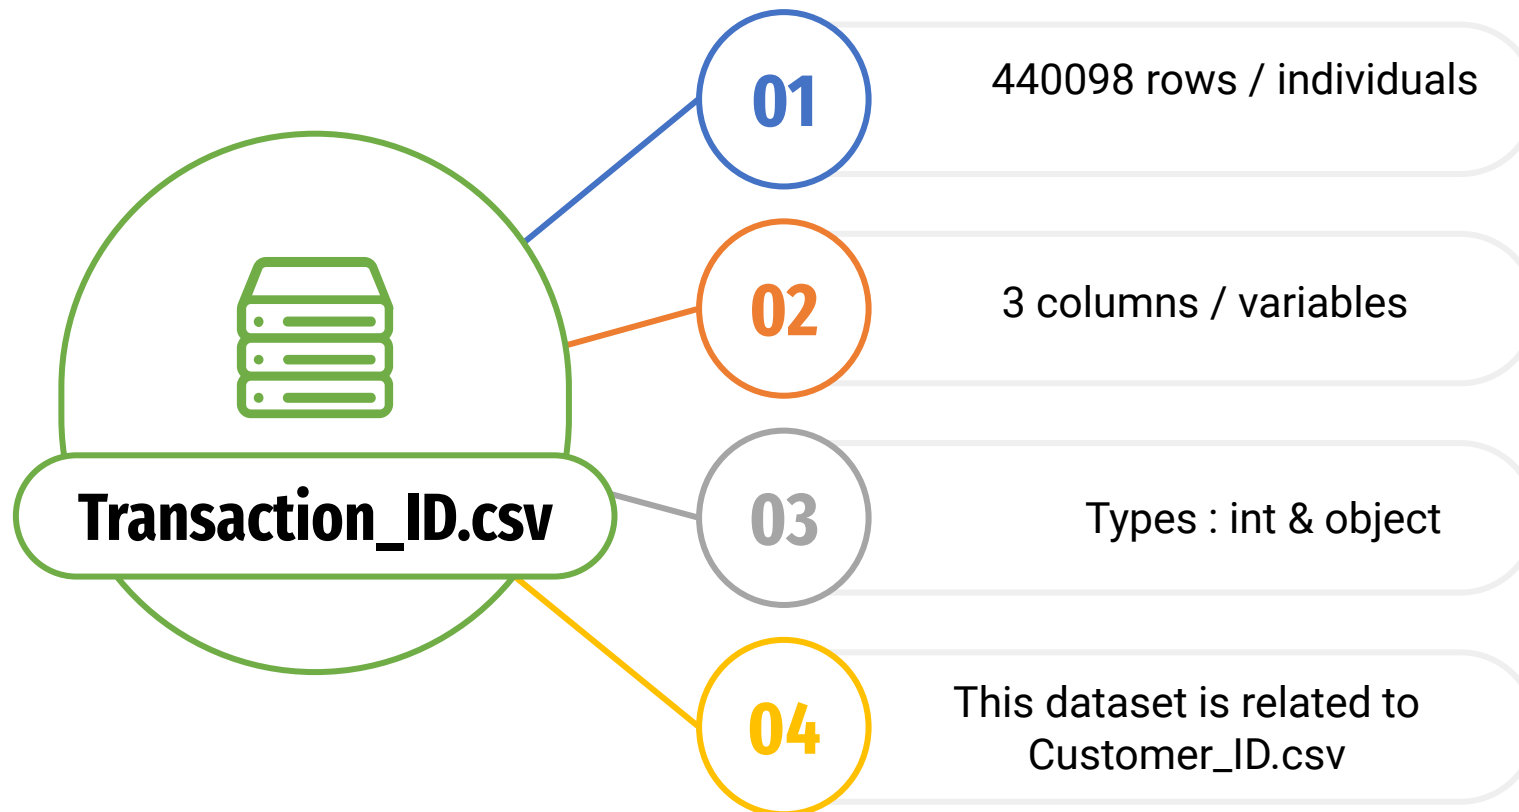 01
440098 rows / individuals
02
3 columns / variables
Transaction_ID.csv
03
Types : int & object
04
This dataset is related to
Customer_ID.csv